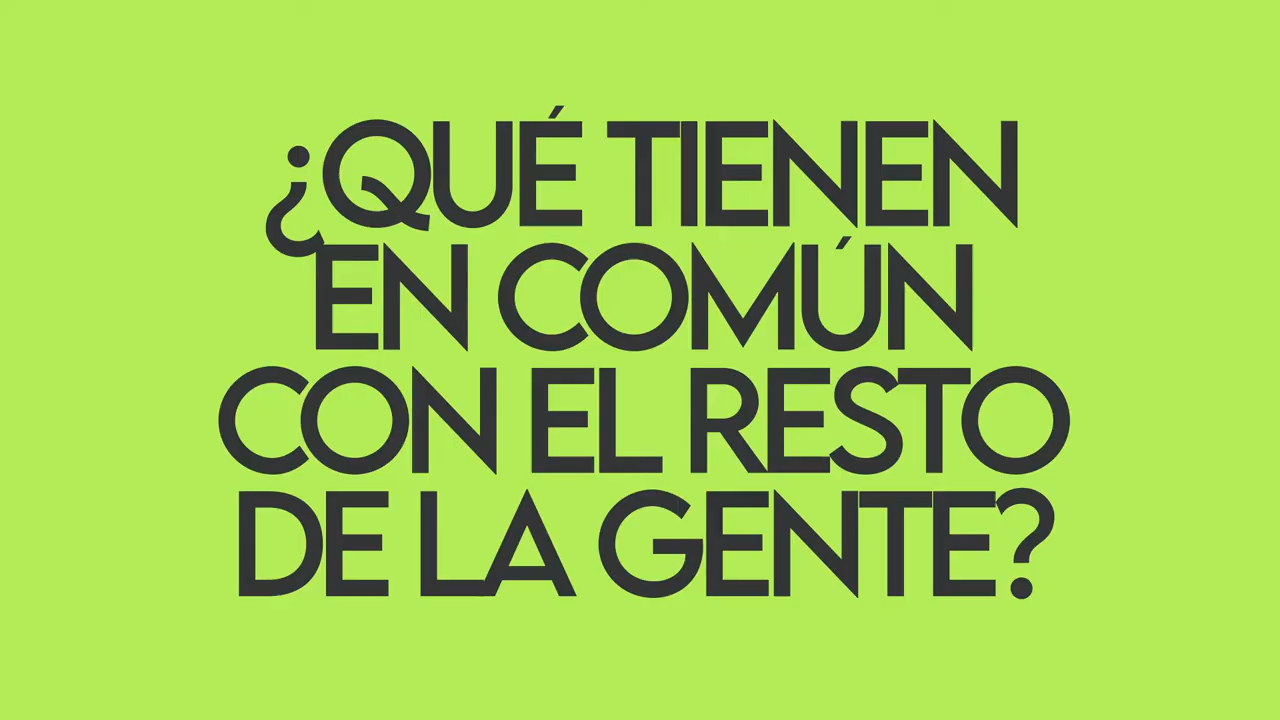 ¿QUÉ TIENEN
EN COMÚN
CON EL RESTO
DE LA GENTE?